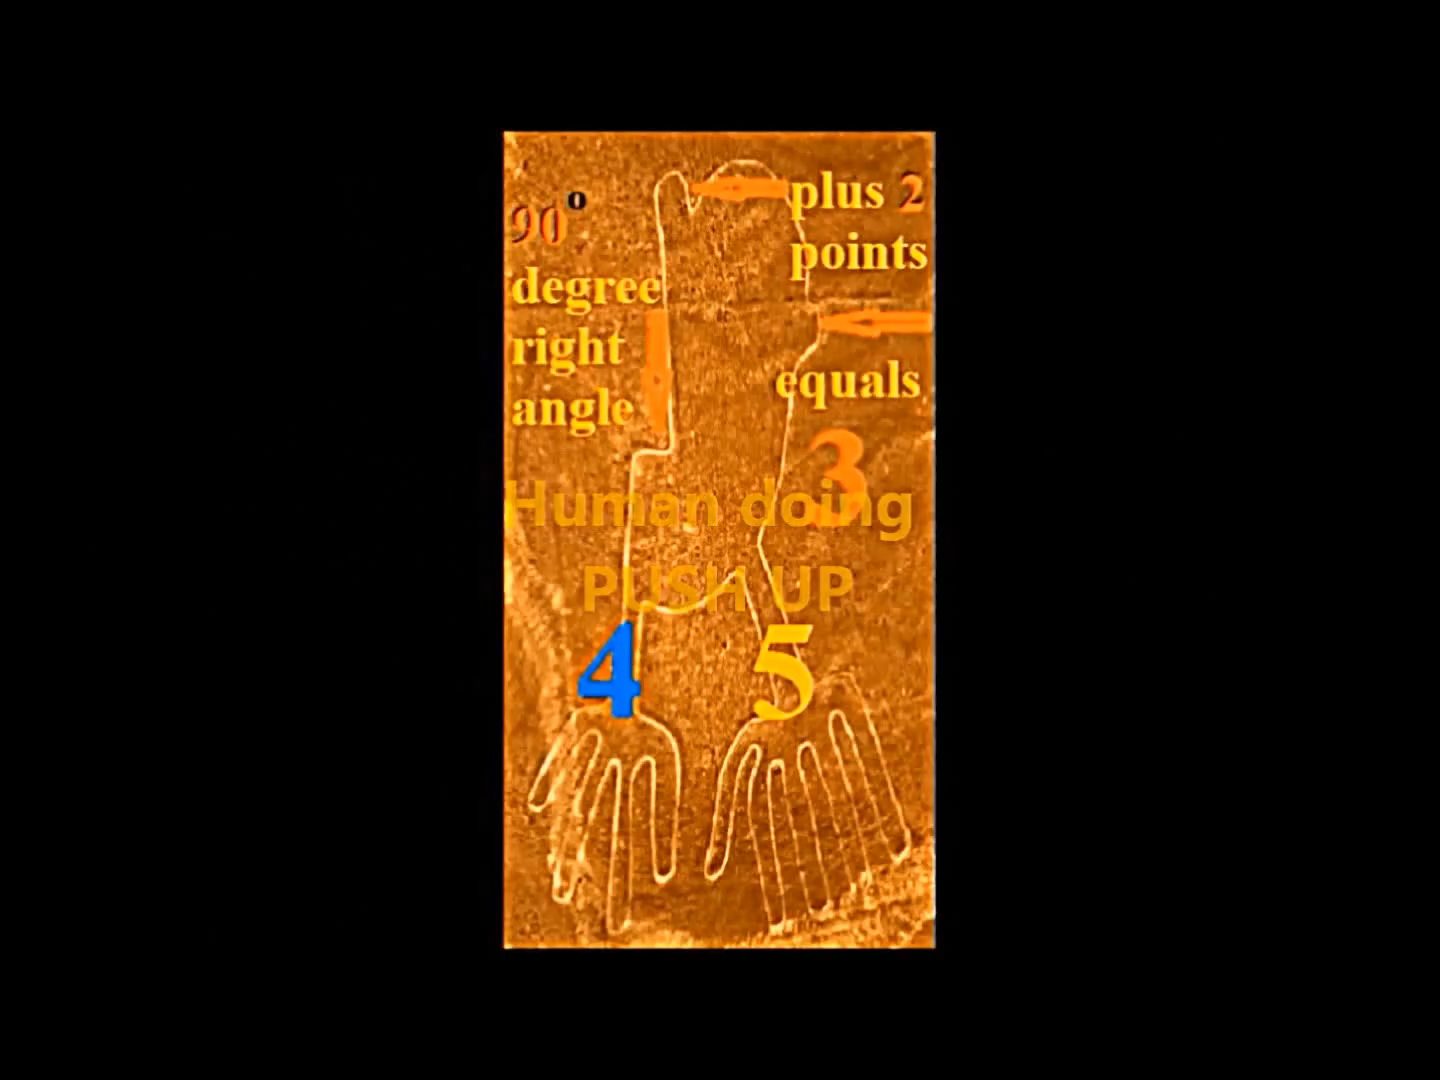 plus 2
points
90°
degree
right
angle
equals
3
Human doing
PUSH UP
4
5